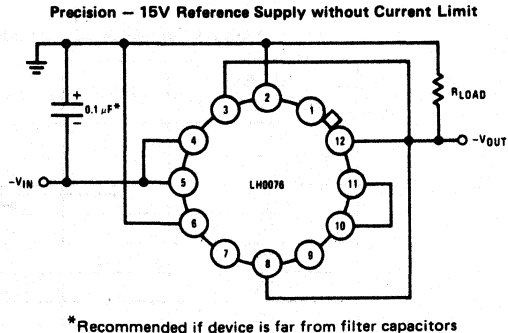 Precision — 15V Reference Supply without Current Limit
+
0.1 μF*
−
RLOAD
3
2
1
4
12
-VOUT
-VIN
5
LH0076
11
6
10
7
8
9
*Recommended if device is far from filter capacitors